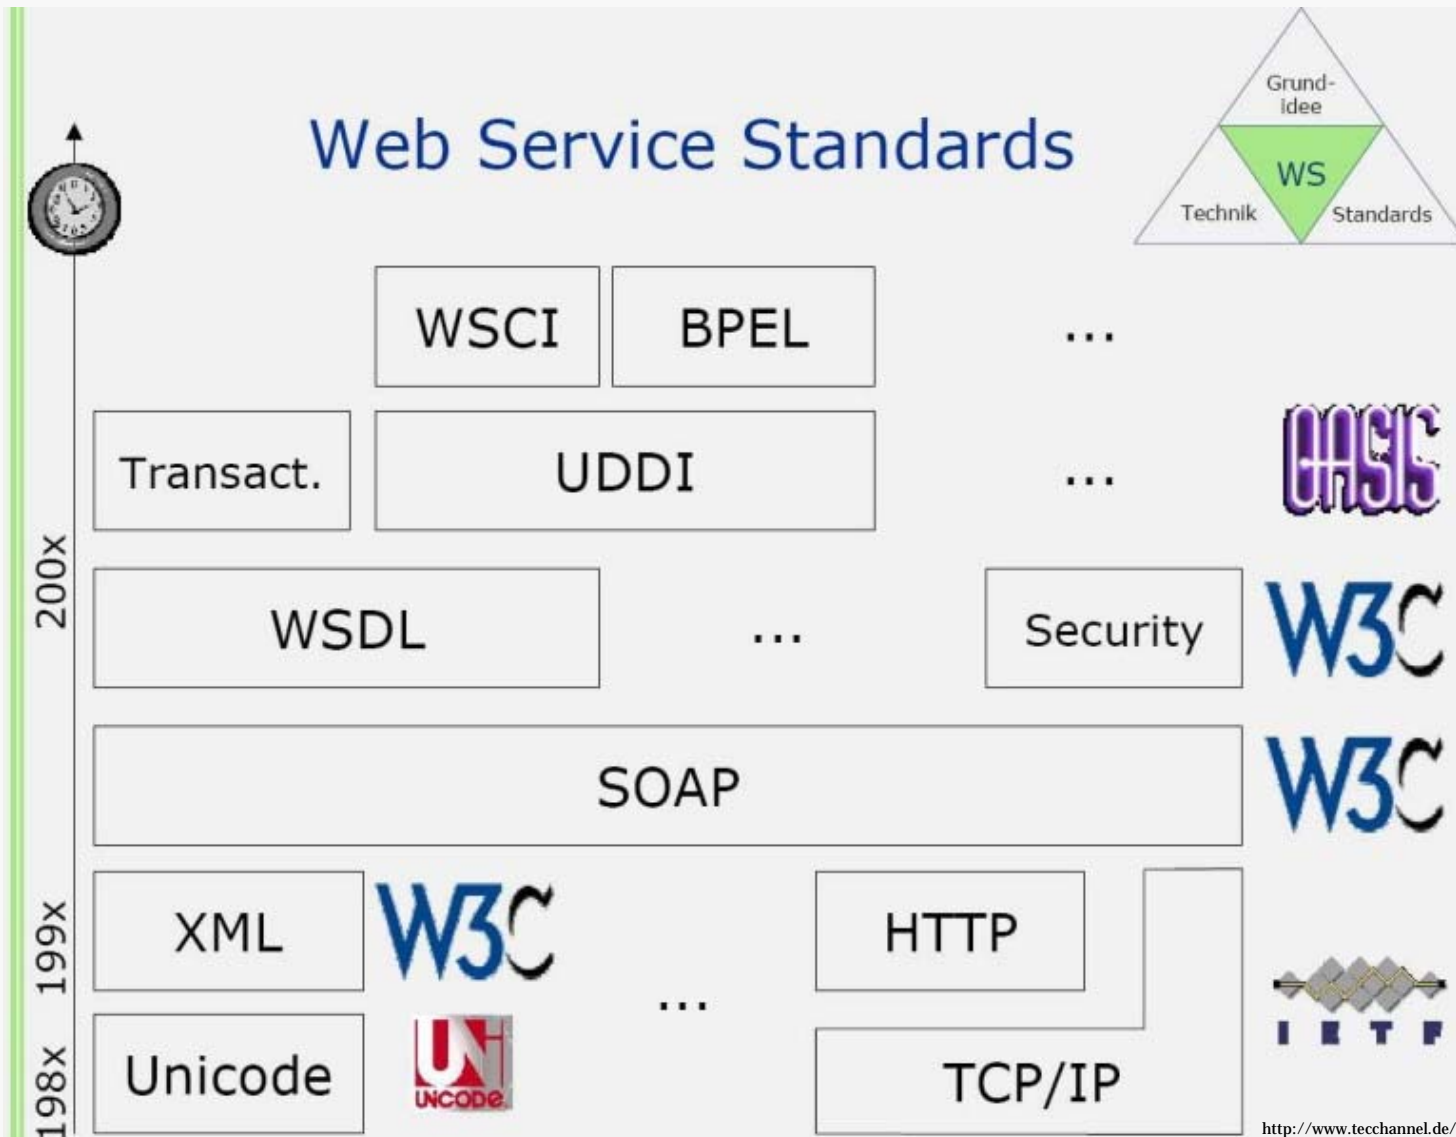 Grund-
idee
Web Service Standards
WS
Technik
Standards
WSCI
BPEL
...
Transact.
UDDI
...
OASIS
200x
WSDL
...
Security
W3C
SOAP
W3C
199x
XML
W3C
HTTP
...
IETF
198x
Unicode
UN
UNICODE
TCP/IP
http://www.tecchannel.de/